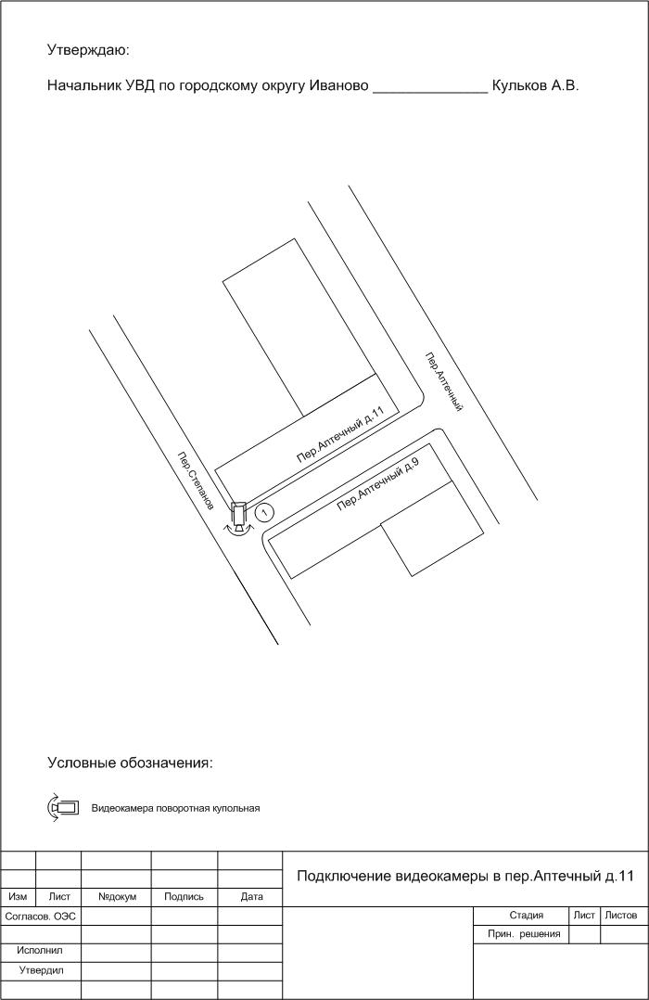 Утверждаю:
Начальник УВД по городскому округу Иваново ______________ Кульков А.В.
Пер.Аптечный
Пер.Аптечный д.11
Пер.Степанов
Пер.Аптечный д.9
1
Условные обозначения:
Видеокамера поворотная купольная
Подключение видеокамеры в пер.Аптечный д.11
Изм Лист №докум Подпись Дата
Согласов. ОЭС
Стадия Лист Листов
Прин. решения
Исполнил
Утвердил